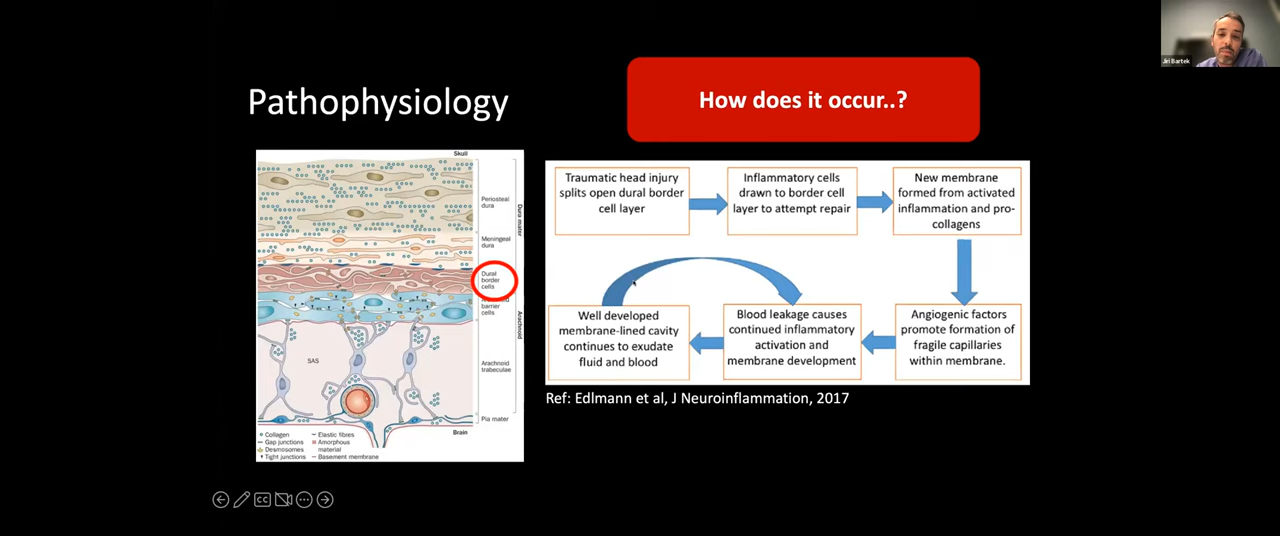 Jiri Bartek
Pathophysiology
How does it occur..?
Skull
Periosteal
dura
Meningeal
dura
Dura mater
Dural
border
cells
barrier
cells
Arachnoid
SAS
Arachnoid
trabeculae
Pia mater
Brain
Collagen
Gap junctions
Desmosomes
Tight junctions
Elastic fibres
Amorphous
material
Basement membrane
Traumatic head injury
splits open dural border
cell layer
Inflammatory cells
drawn to border cell
layer to attempt repair
New membrane
formed from activated
inflammation and pro-
collagens
Angiogenic factors
promote formation of
fragile capillaries
within membrane.
Blood leakage causes
continued inflammatory
activation and
membrane development
Well developed
membrane-lined cavity
continues to exudate
fluid and blood
Ref: Edlmann et al, J Neuroinflammation, 2017
CC